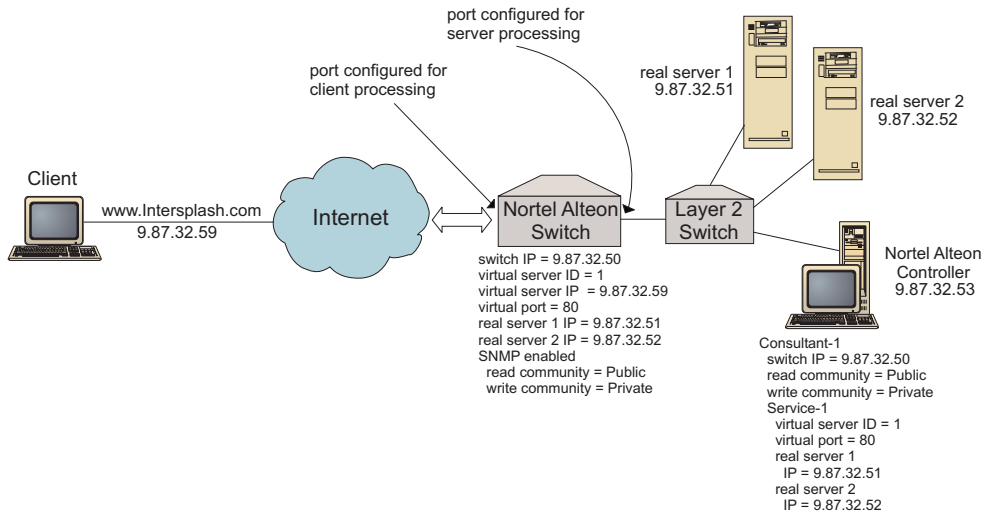 port configured for
server processing
port configured for
client processing
real server 1
9.87.32.51
real server 2
9.87.32.52
Client
www.Intersplash.com
9.87.32.59
Internet
Nortel Alteon
Switch
Layer 2
Switch
switch IP = 9.87.32.50
virtual server ID = 1
virtual server IP = 9.87.32.59
virtual port = 80
real server 1 IP = 9.87.32.51
real server 2 IP = 9.87.32.52
SNMP enabled
read community = Public
write community = Private
Nortel Alteon
Controller
9.87.32.53
Consultant-1
switch IP = 9.87.32.50
read community = Public
write community = Private
Service-1
virtual server ID = 1
virtual port = 80
real server 1
IP = 9.87.32.51
real server 2
IP = 9.87.32.52